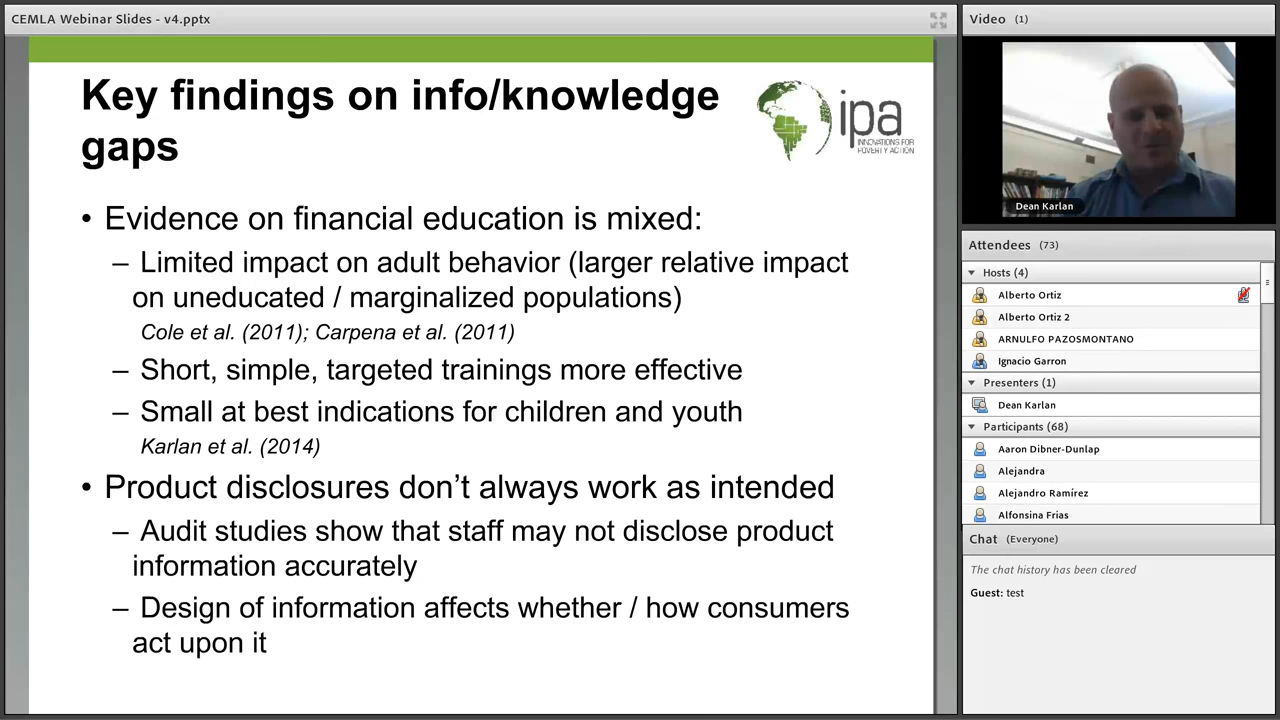 CEMLA Webinar Slides - v4.pptx
Key findings on info/knowledge
gaps
ipa
INNOVATIONS FOR
POVERTY ACTION
• Evidence on financial education is mixed:
– Limited impact on adult behavior (larger relative impact
on uneducated / marginalized populations)
Cole et al. (2011); Carpena et al. (2011)
– Short, simple, targeted trainings more effective
– Small at best indications for children and youth
Karlan et al. (2014)
• Product disclosures don’t always work as intended
– Audit studies show that staff may not disclose product
information accurately
– Design of information affects whether / how consumers
act upon it
Video (1)
Dean Karlan
Attendees (73)
Hosts (4)
Alberto Ortiz
Alberto Ortiz 2
ARNULFO PAZOSMONTANO
Ignacio Garron
Presenters (1)
Dean Karlan
Participants (68)
Aaron Dibner-Dunlap
Alejandra
Alejandro Ramírez
Alfonsina Frias
Chat (Everyone)
The chat history has been cleared
Guest: test